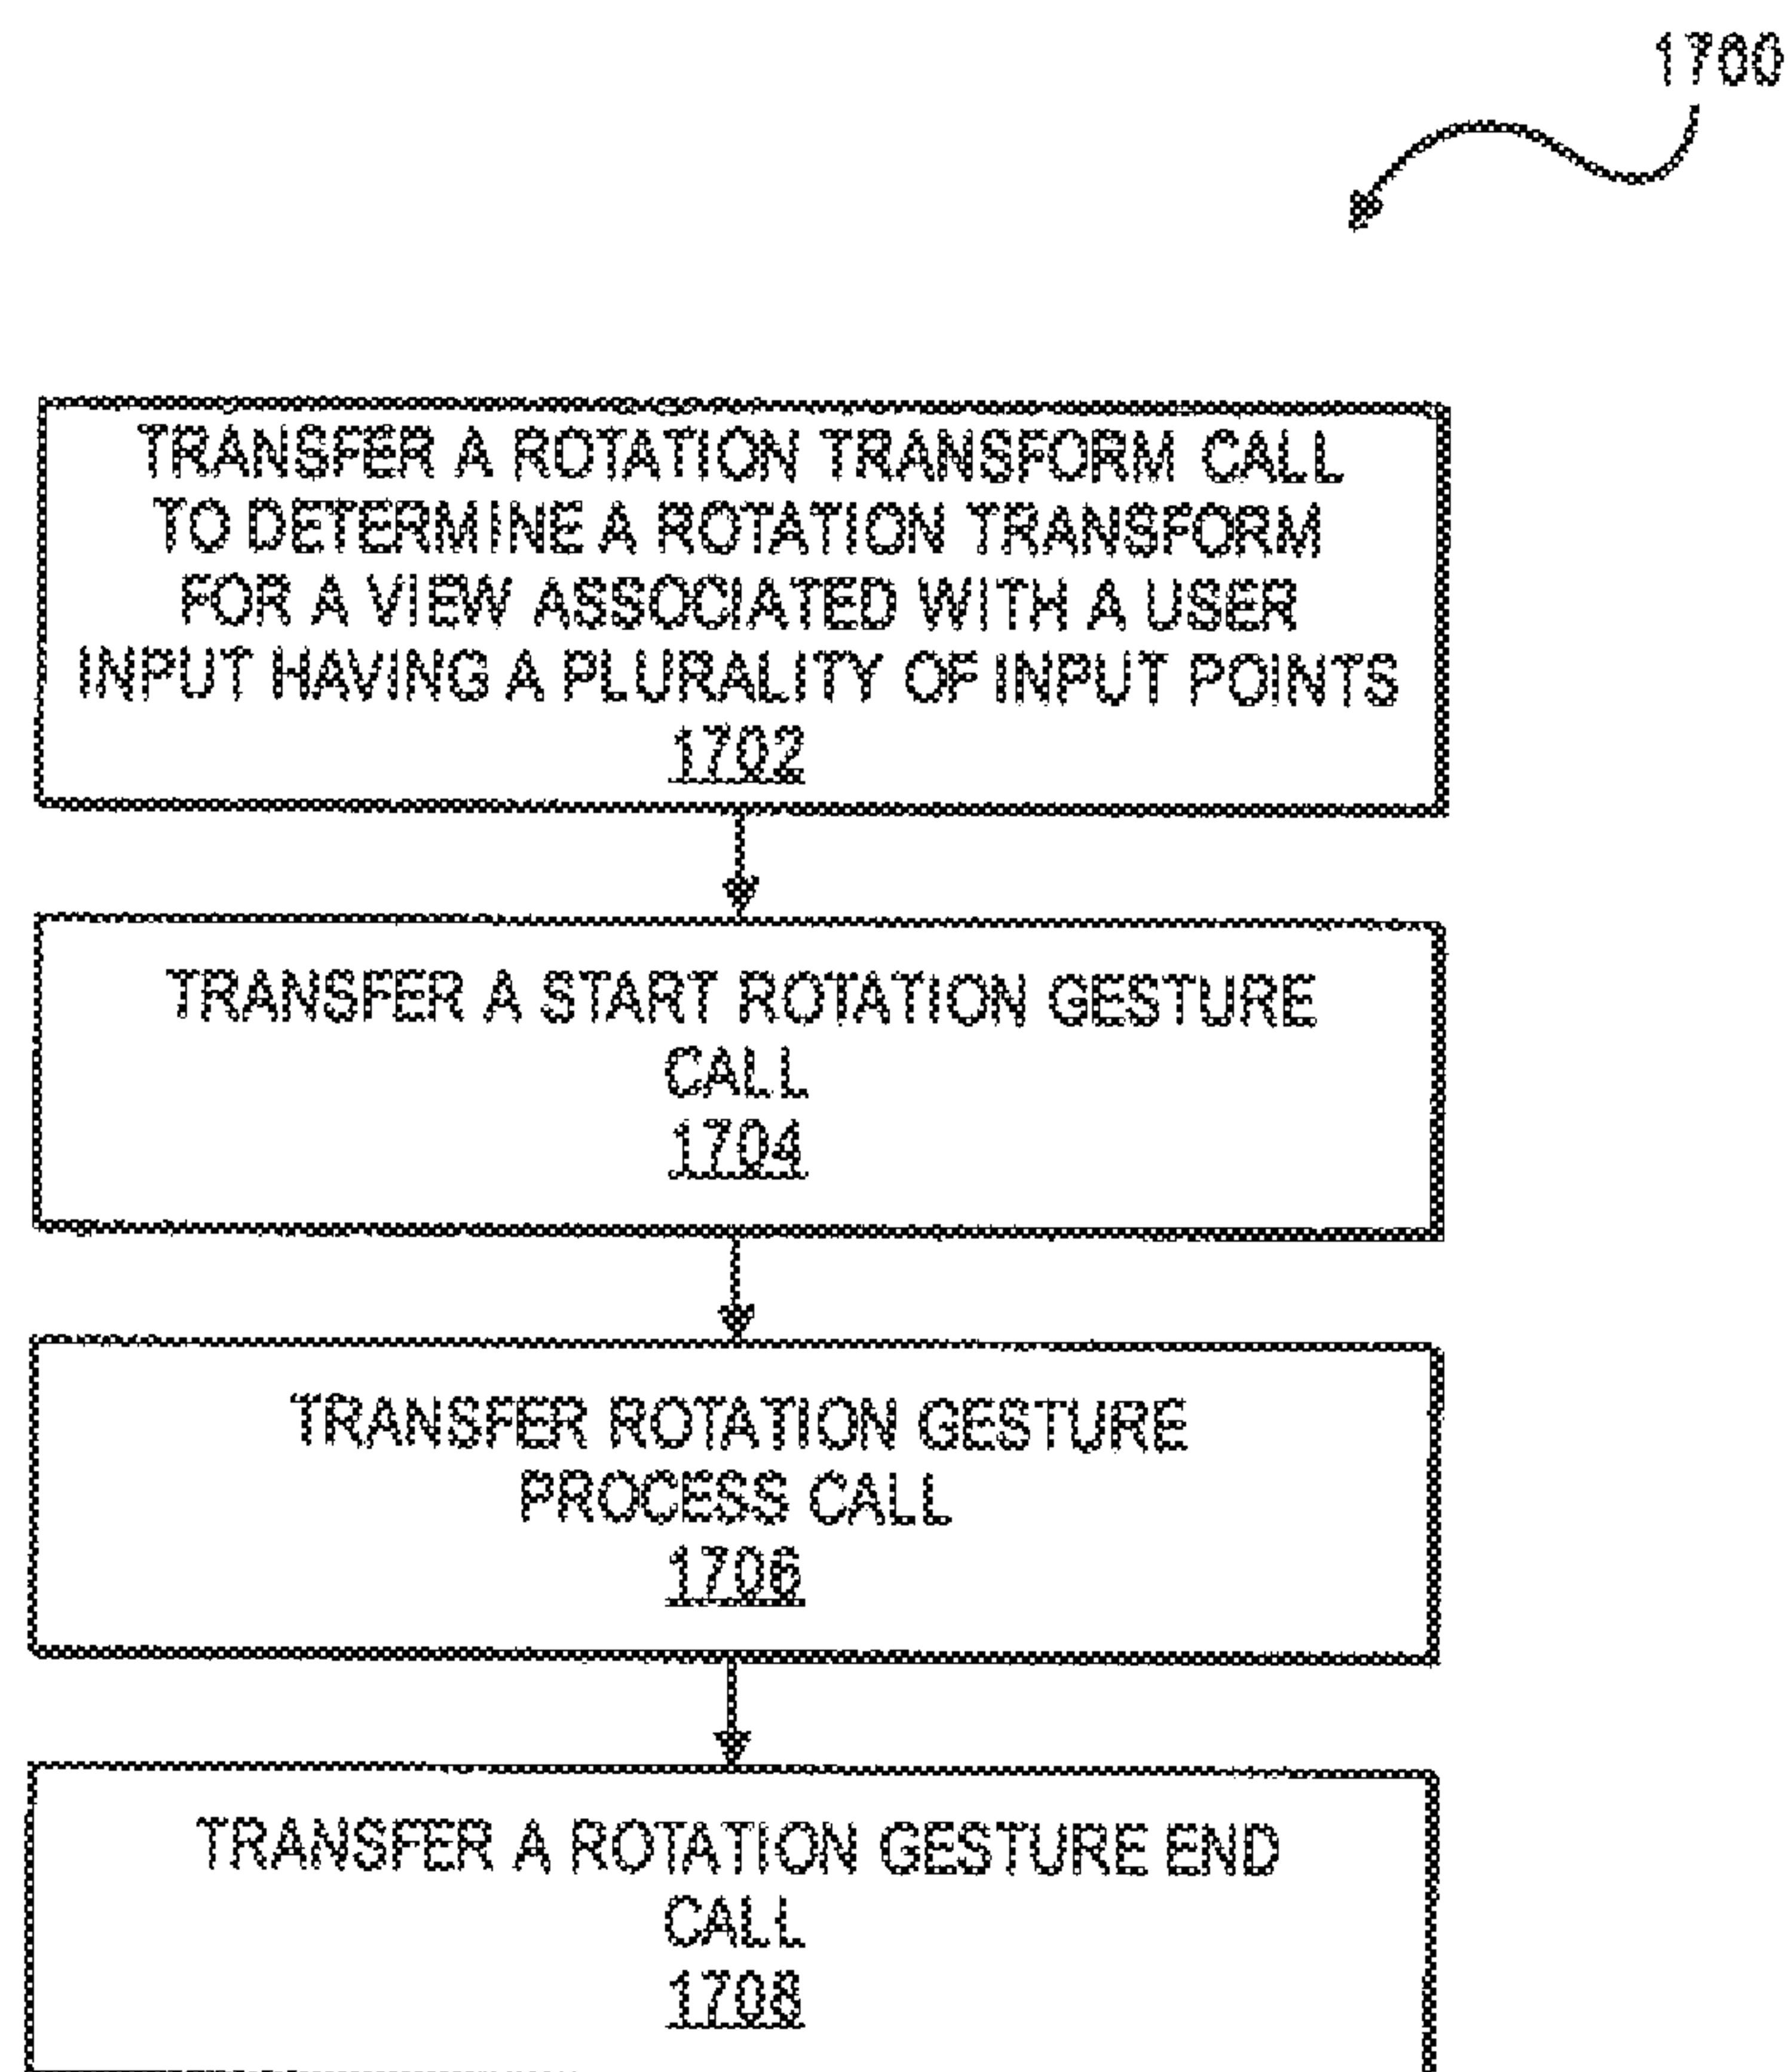 1700
TRANSFER A ROTATION TRANSFORM CALL
TO DETERMINE A ROTATION TRANSFORM
FOR A VIEW ASSOCIATED WITH A USER
INPUT HAVING A PLURALITY OF INPUT POINTS
1702
TRANSFER A START ROTATION GESTURE
CALL
1704
TRANSFER ROTATION GESTURE
PROCESS CALL
1706
TRANSFER A ROTATION GESTURE END
CALL
1708